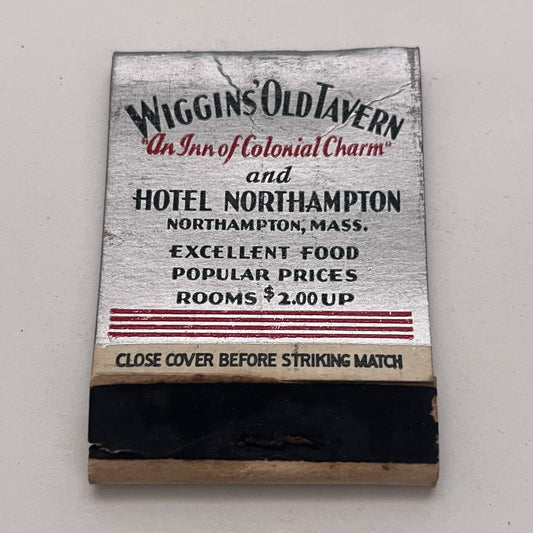 WIGGINS' OLD TAVERN
"An Inn of Colonial Charm"
and
HOTEL NORTHAMPTON
NORTHAMPTON, MASS.
EXCELLENT FOOD
POPULAR PRICES
ROOMS $2.00 UP
CLOSE COVER BEFORE STRIKING MATCH